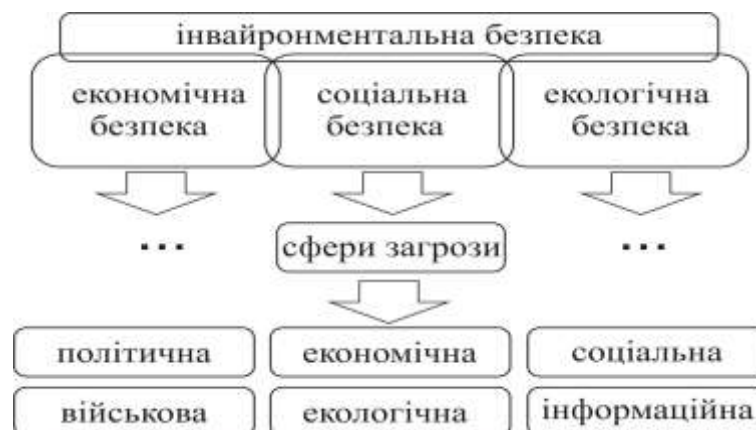 інвайронментальна безпека
економічна безпека
соціальна безпека
екологічна безпека
...
сфери загрози
...
політична
економічна
соціальна
військова
екологічна
інформаційна